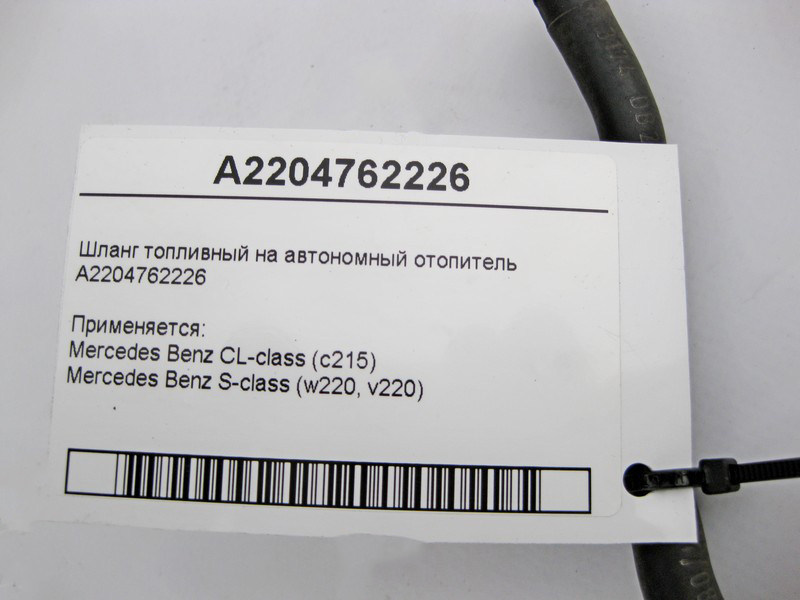 A2204762226
Шланг топливный на автономный отопитель
A2204762226
Применяется:
Mercedes Benz CL-class (c215)
Mercedes Benz S-class (w220, v220)